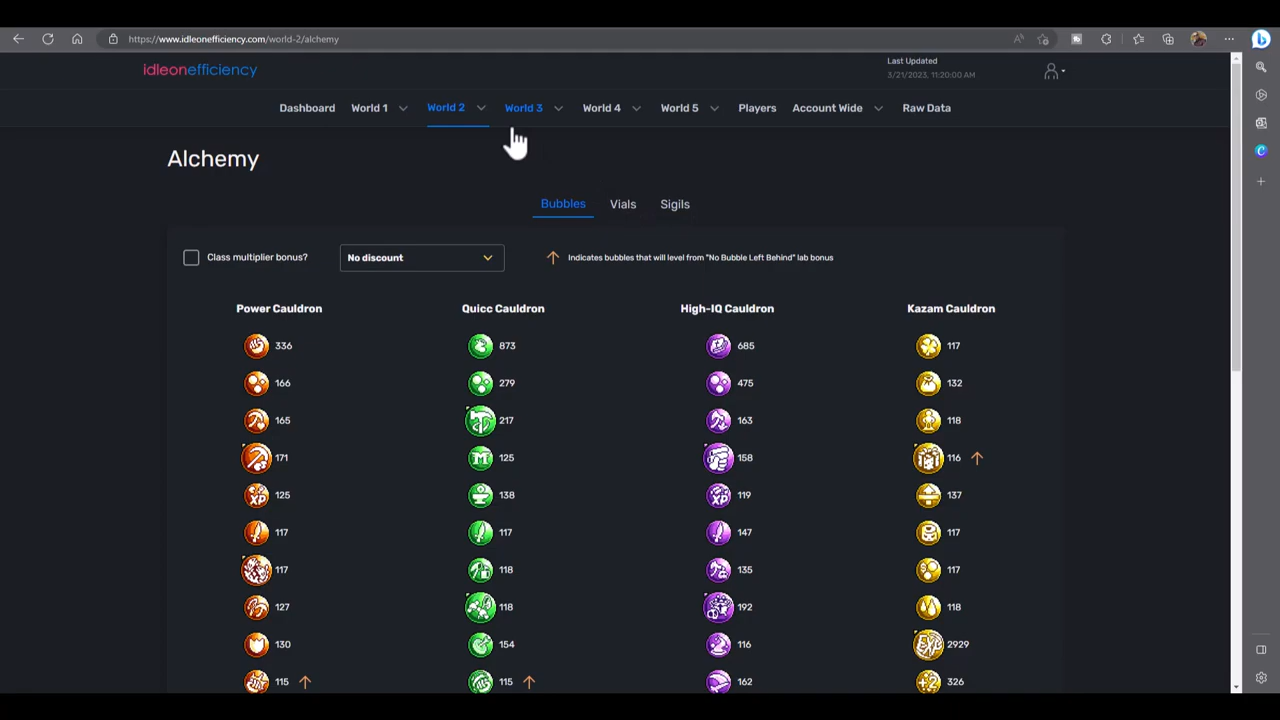 https://www.idleonefficiency.com/world-2/alchemy
idleonefficiency
Last Updated
3/21/2023, 11:20:00 AM
Dashboard World 1 World 2 World 3 World 4 World 5 Players Account Wide Raw Data
Alchemy
Bubbles Vials Sigils
Class multiplier bonus? No discount Indicates bubbles that will level from "No Bubble Left Behind" lab bonus
Power Cauldron Quicc Cauldron High-IQ Cauldron Kazam Cauldron
336 873 685 117
166 279 475 132
165 217 163 118
171 125 158 116
125 138 119 137
117 117 147 117
117 118 135 117
127 118 192 118
130 154 116 2929
115 115 162 326